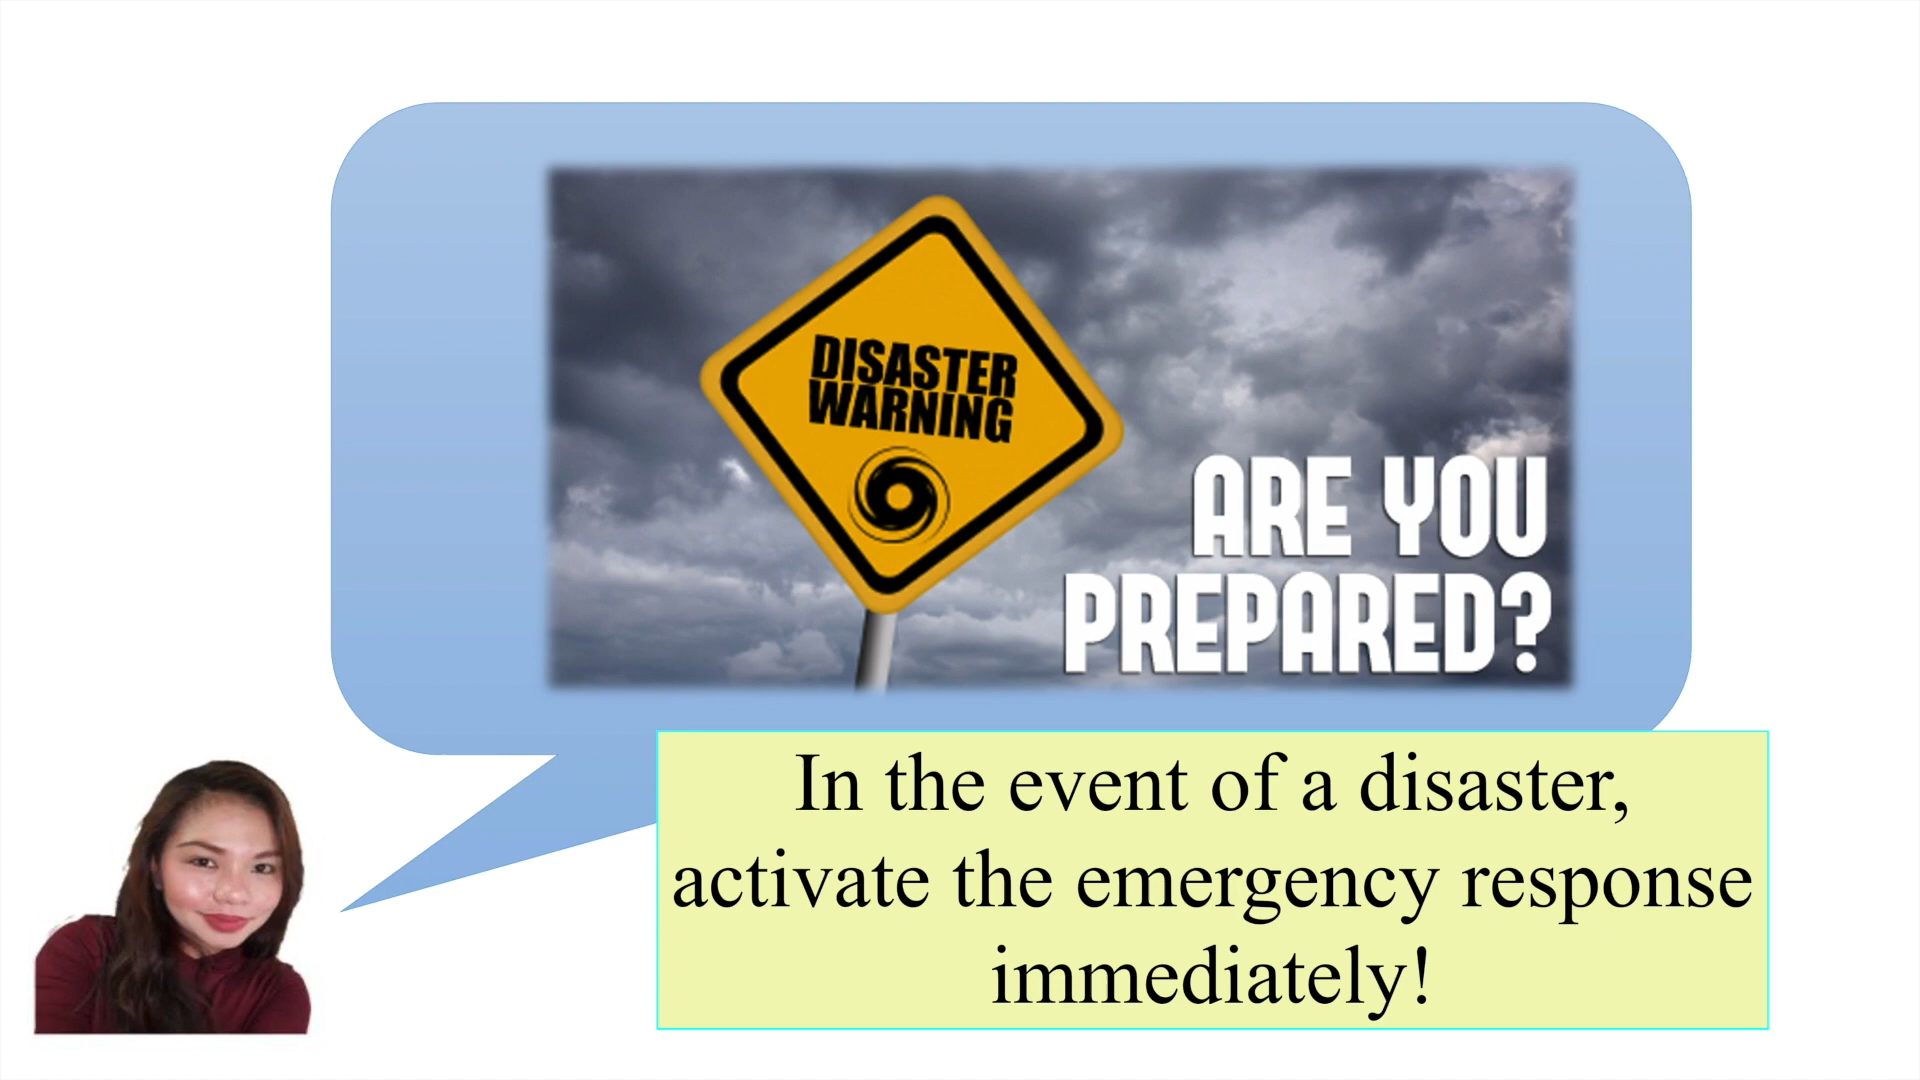 DISASTER
WARNING
ARE YOU
PREPARED?
In the event of a disaster,
activate the emergency response
immediately!